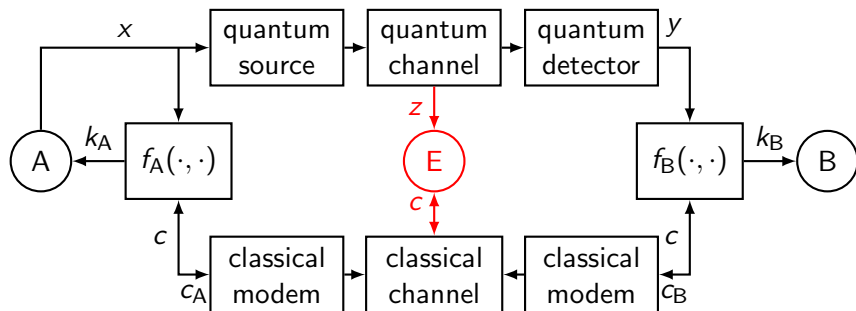 x
quantum
source
quantum
channel
quantum
detector
y
z
A
k_A
f_A(·, ·)
E
f_B(·, ·)
k_B
B
c
c
c
c_A
classical
modem
classical
channel
classical
modem
c_B